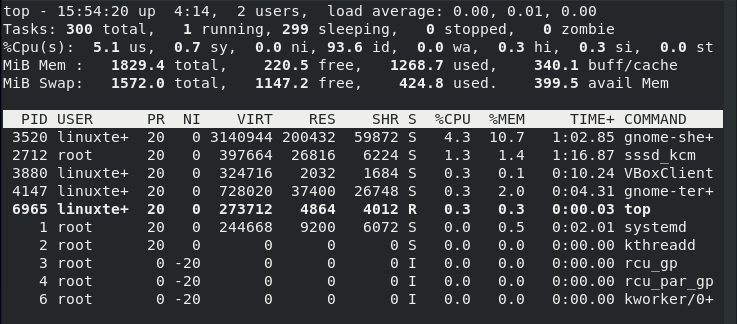 top - 15:54:20 up  4:14,  2 users,  load average: 0.00, 0.01, 0.00
Tasks: 300 total,   1 running, 299 sleeping,   0 stopped,   0 zombie
%Cpu(s):  5.1 us,  0.7 sy,  0.0 ni, 93.6 id,  0.0 wa,  0.3 hi,  0.3 si,  0.0 st
MiB Mem :   1829.4 total,    220.5 free,   1268.7 used,    340.1 buff/cache
MiB Swap:   1572.0 total,   1147.2 free,    424.8 used.    399.5 avail Mem
PID USER      PR  NI    VIRT    RES    SHR S  %CPU  %MEM     TIME+ COMMAND
3520 linuxte+  20   0 3140944 200432  59872 S   4.3  10.7   1:02.85 gnome-she+
2712 root      20   0  397664  26816   6224 S   1.3   1.4   1:16.87 sssd_kcm
3880 linuxte+  20   0  324716   2032   1684 S   0.3   0.1   0:10.24 VBoxClient
4147 linuxte+  20   0  728020  37400  26748 S   0.3   2.0   0:04.31 gnome-ter+
6965 linuxte+  20   0  273712   4864   4012 R   0.3   0.3   0:00.03 top
1 root      20   0  244668   9200   6072 S   0.0   0.5   0:02.01 systemd
2 root      20   0       0      0      0 S   0.0   0.0   0:00.00 kthreadd
3 root       0 -20       0      0      0 I   0.0   0.0   0:00.00 rcu_gp
4 root       0 -20       0      0      0 I   0.0   0.0   0:00.00 rcu_par_gp
6 root       0 -20       0      0      0 I   0.0   0.0   0:00.00 kworker/0+